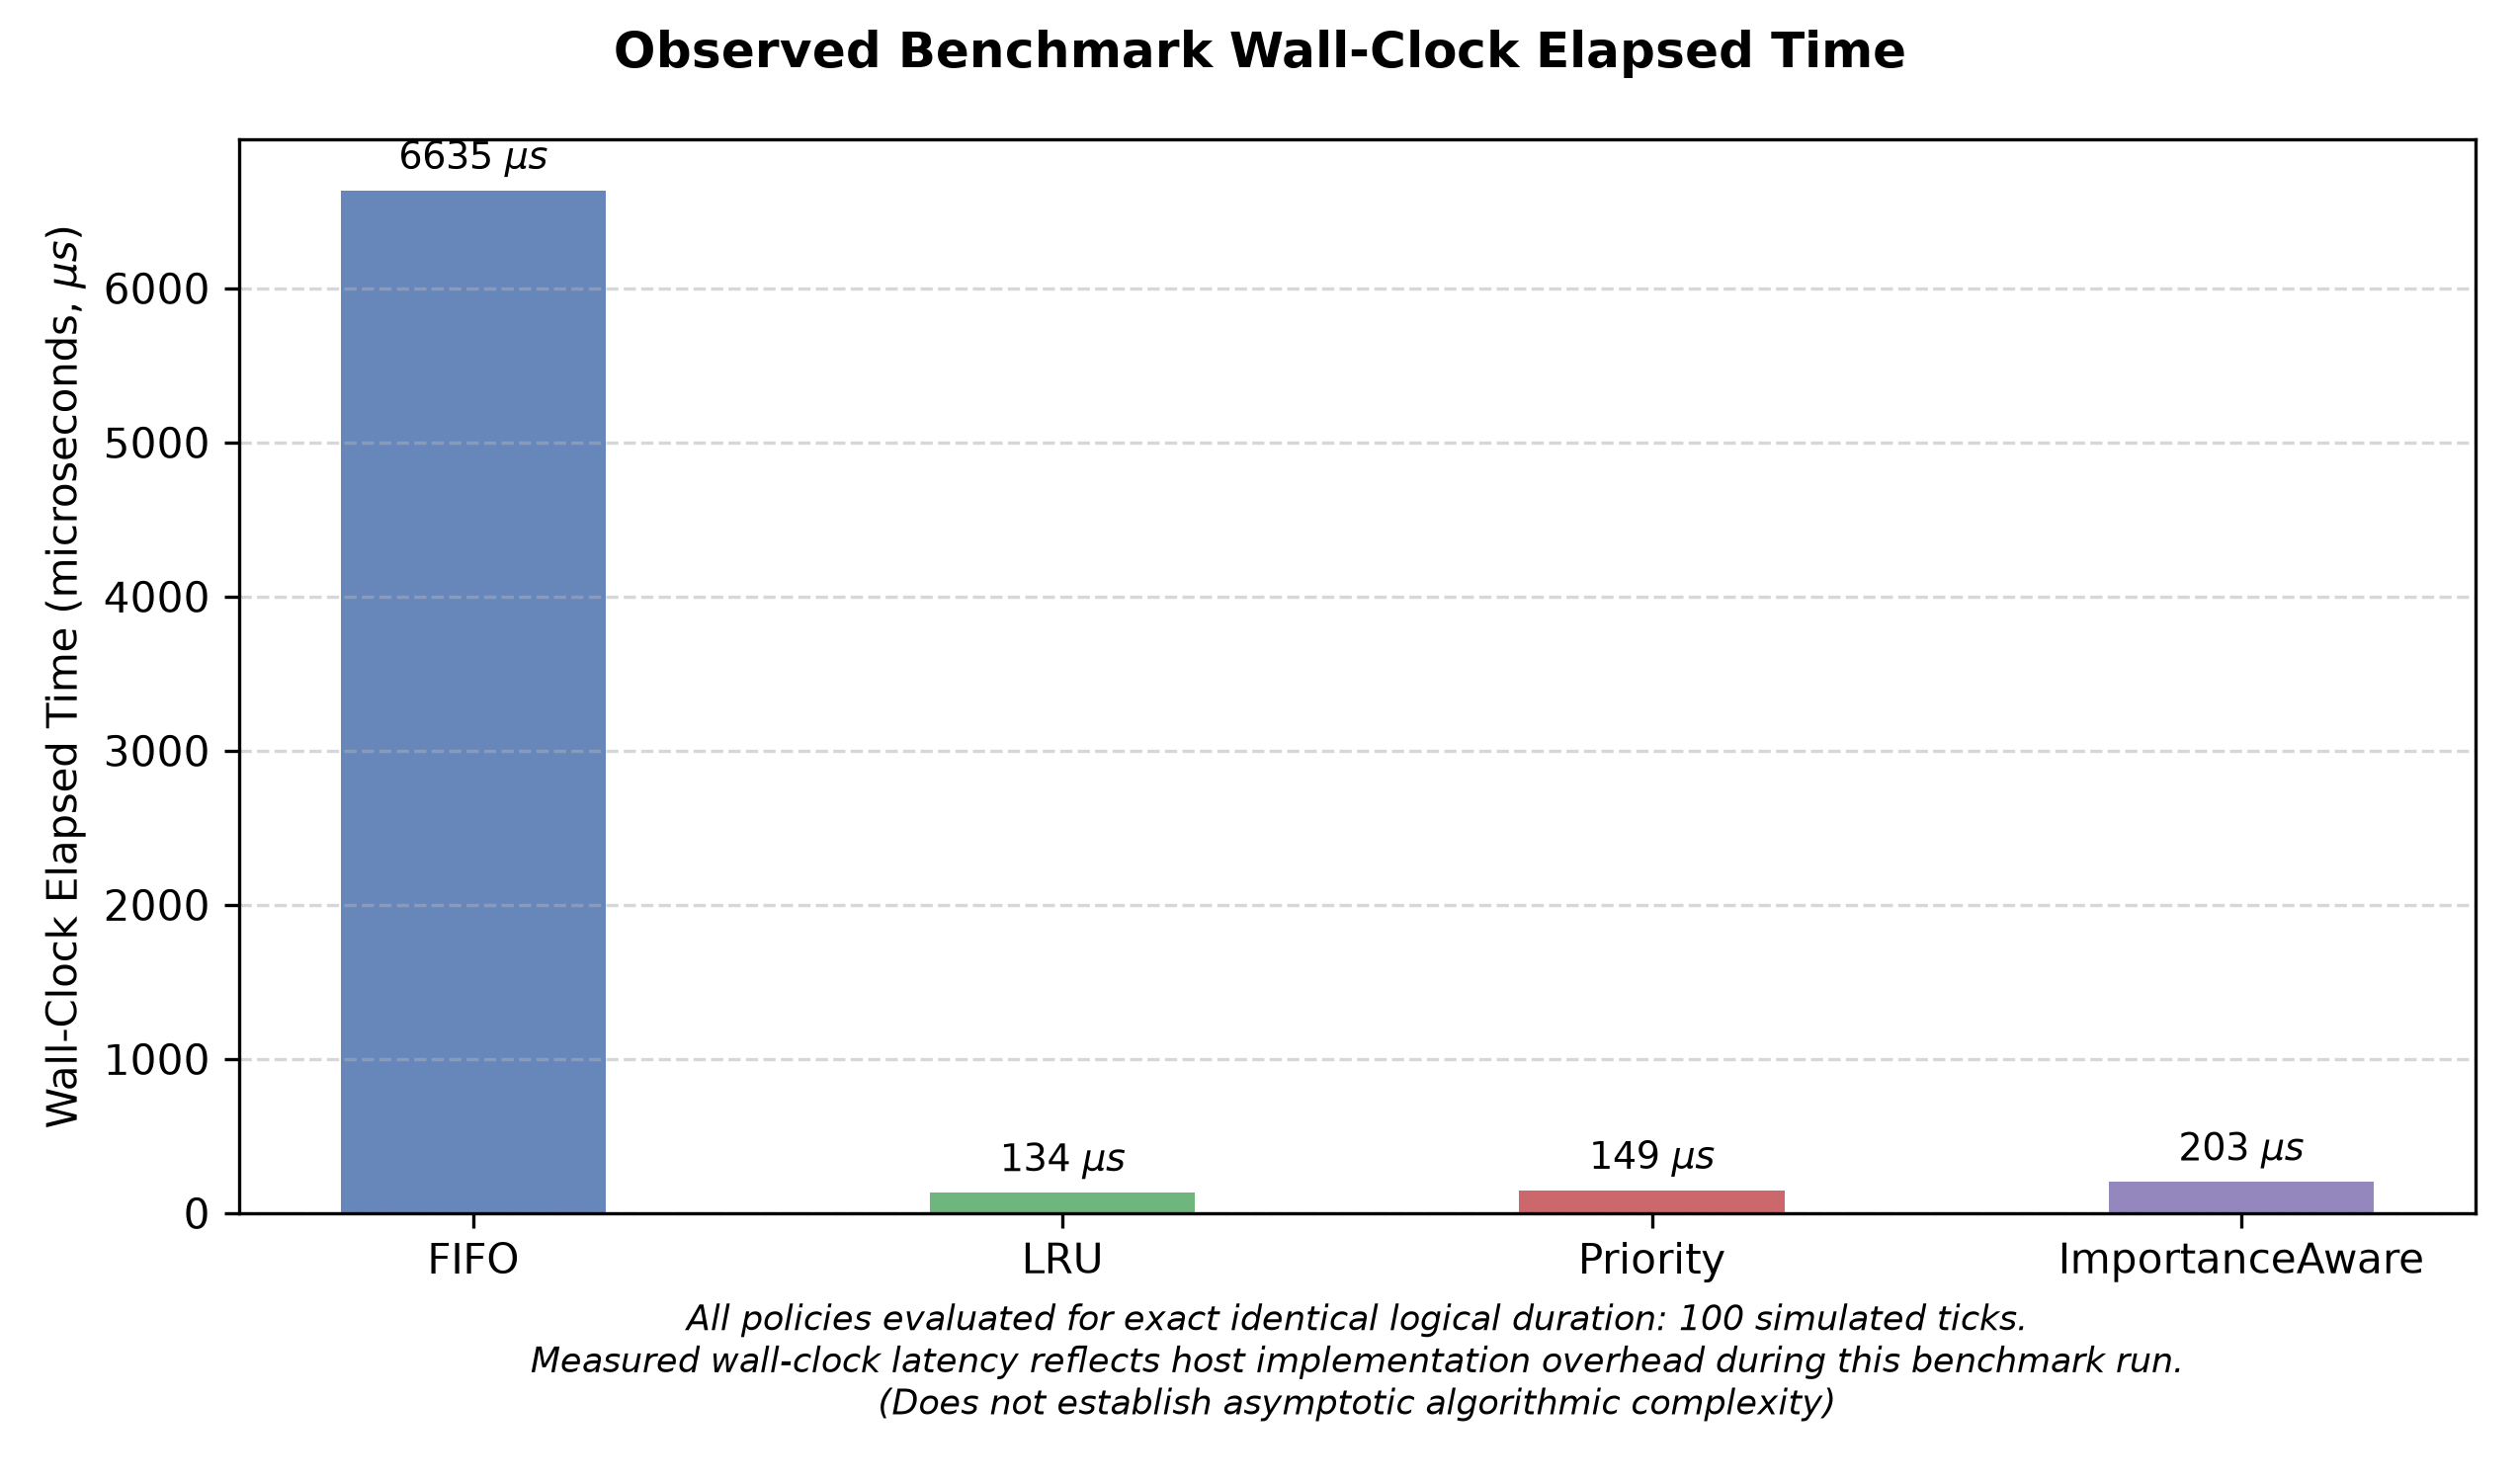 Observed Benchmark Wall-Clock Elapsed Time
Wall-Clock Elapsed Time (microseconds, μs)
6000
5000
4000
3000
2000
1000
0
6635 μs
134 μs
149 μs
203 μs
FIFO
LRU
Priority
ImportanceAware
All policies evaluated for exact identical logical duration: 100 simulated ticks.
Measured wall-clock latency reflects host implementation overhead during this benchmark run.
(Does not establish asymptotic algorithmic complexity)